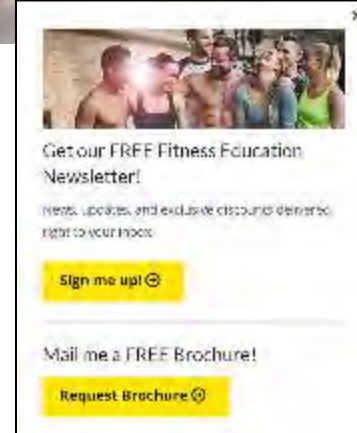 x
Get our FREE Fitness Education
Newsletter!
News, updates, and exclusive discounts delivered
right to your inbox.
Sign me up!
Mail me a FREE Brochure!
Request Brochure